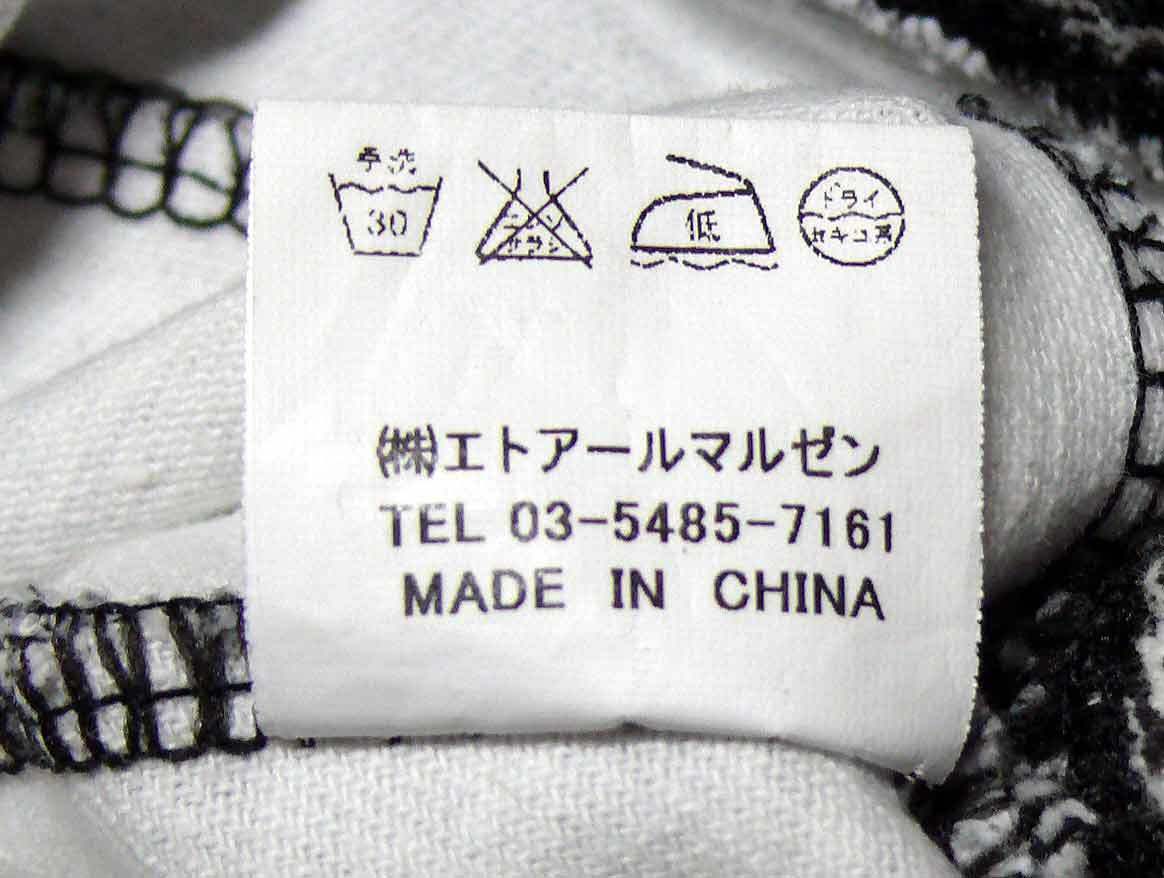 手洗
30
エンソ
サラシ
低
ドライ
セキユ系
㈱エトアールマルゼン
TEL 03-5485-7161
MADE IN CHINA